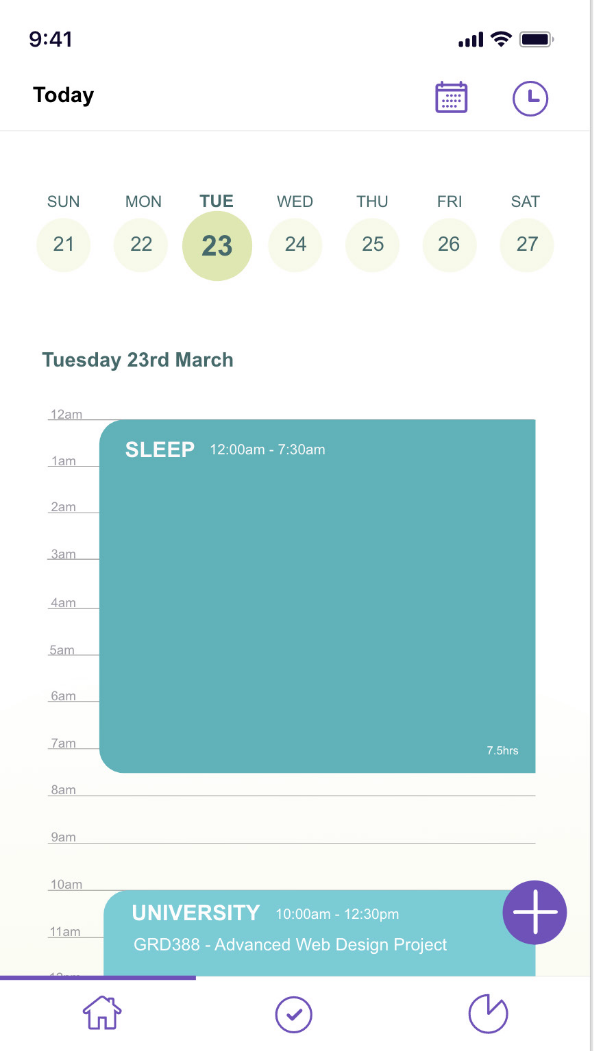 9:41
Today
SUN MON TUE WED THU FRI SAT
21 22 23 24 25 26 27
Tuesday 23rd March
12am
SLEEP 12:00am - 7:30am
1am
2am
3am
4am
5am
6am
7am
7.5hrs
8am
9am
10am
UNIVERSITY 10:00am - 12:30pm
11am
GRD388 - Advanced Web Design Project